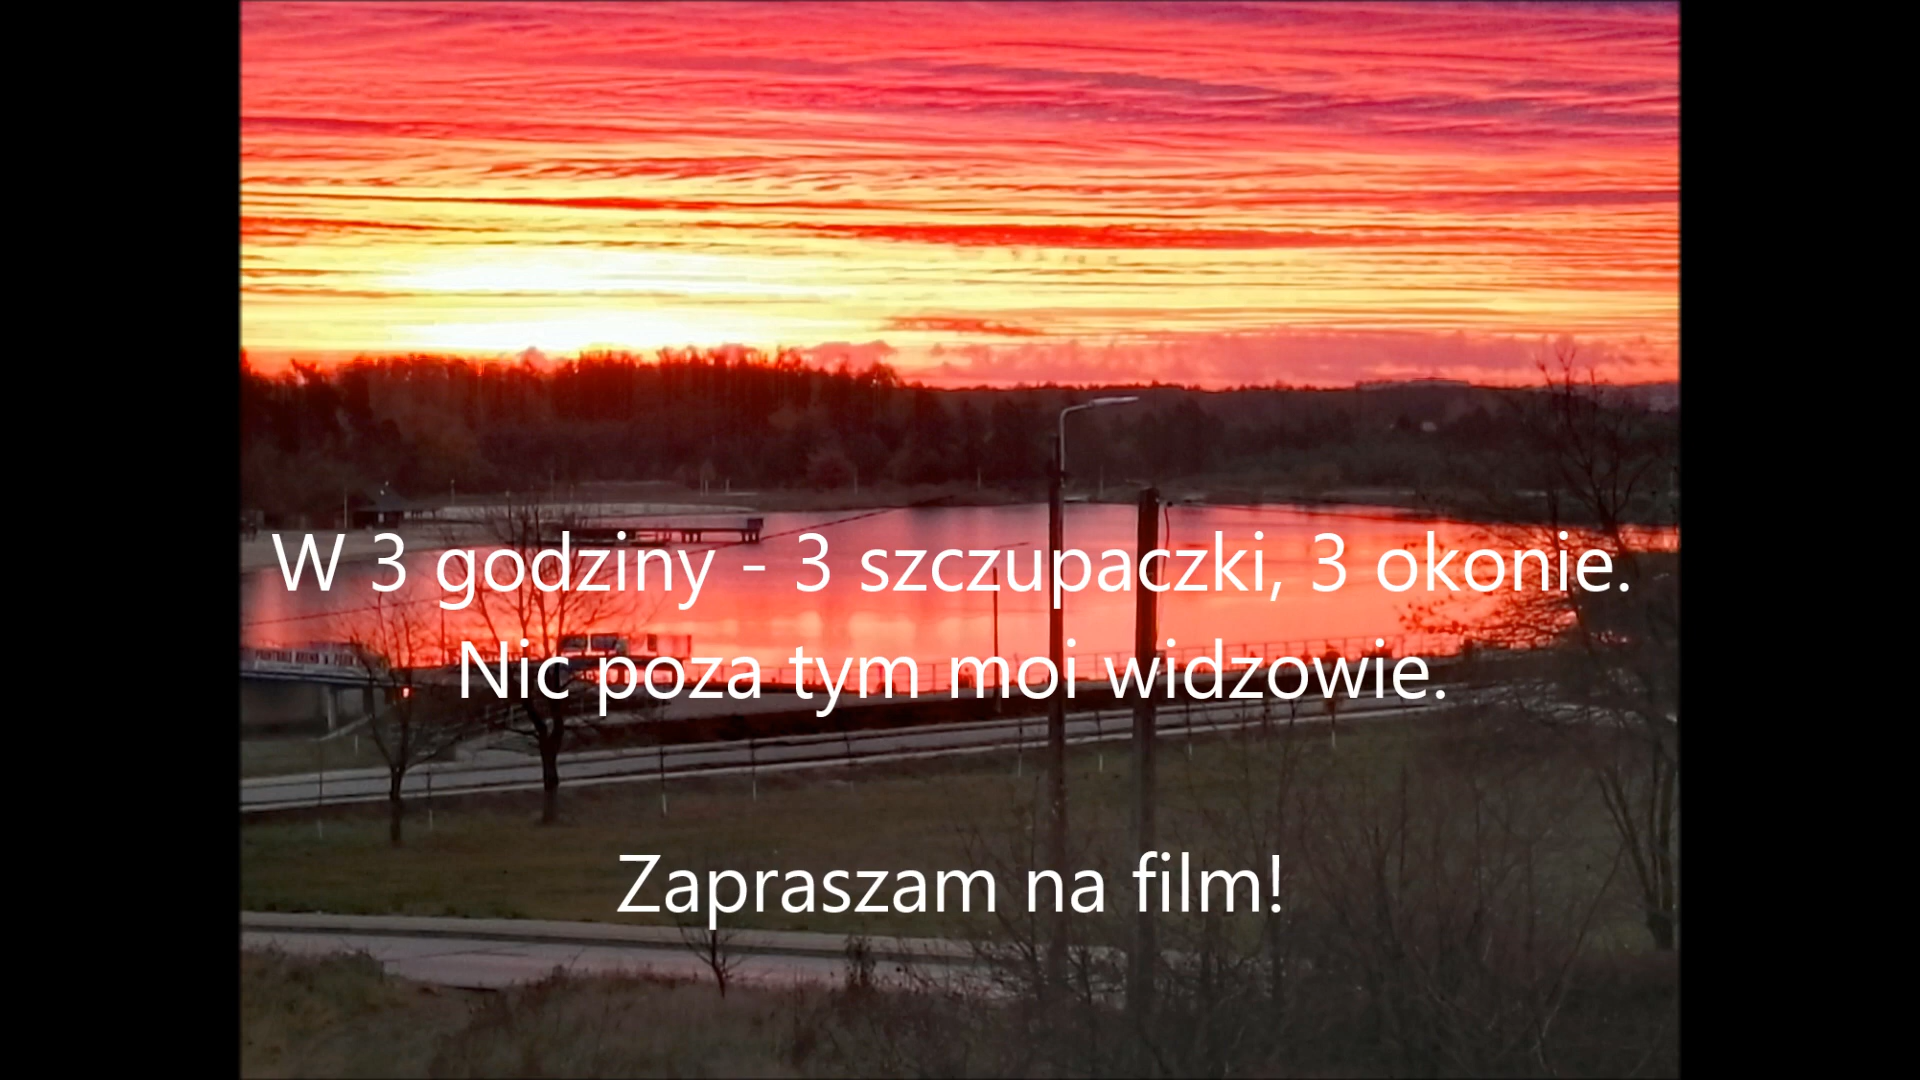 W 3 godziny - 3 szczupaczki, 3 okonie.
Nic poza tym moi widzowie.
Zapraszam na film!